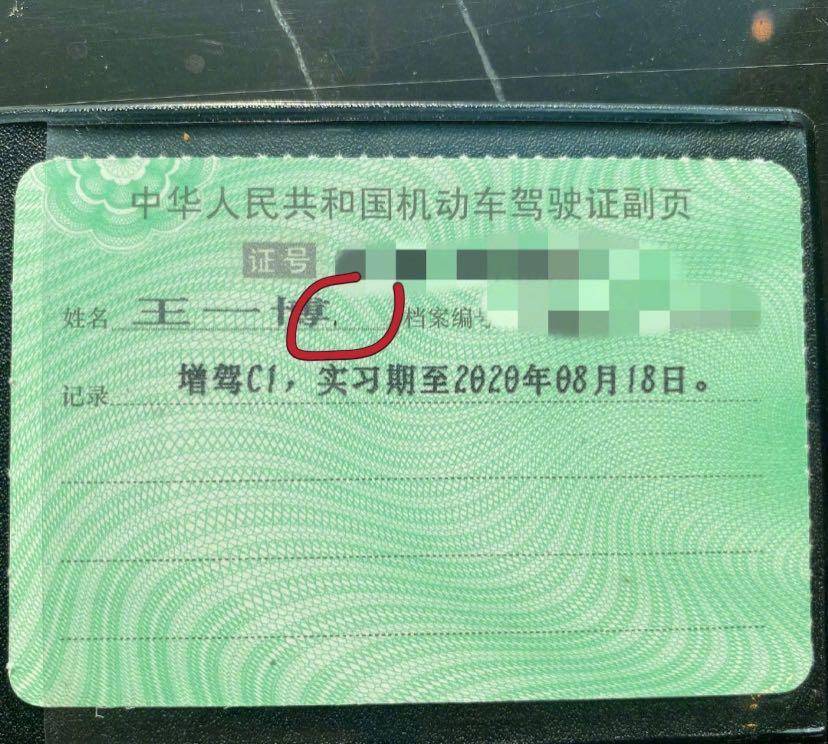 中华人民共和国机动车驾驶证副页
证号
姓名 王一博 档案编号
记录 增驾C1，实习期至2020年08月18日。